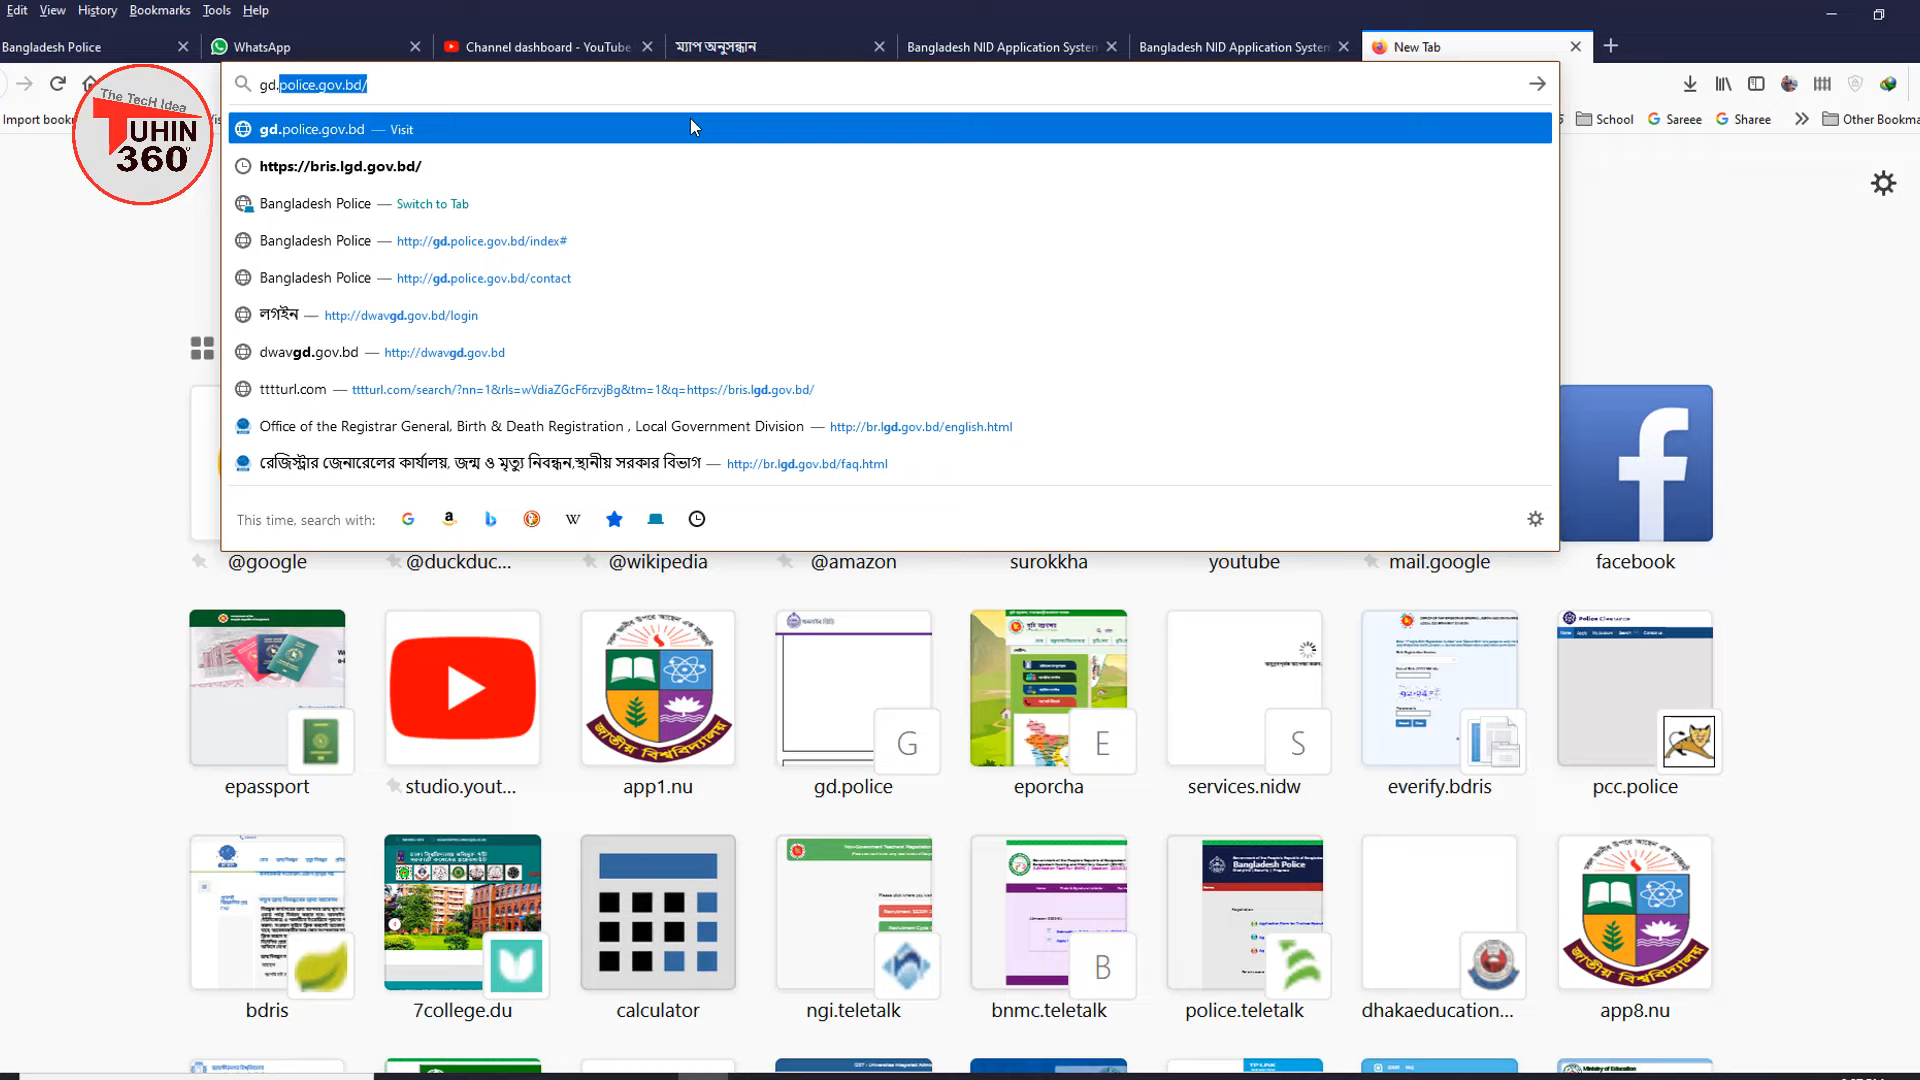 Edit View History Bookmarks Tools Help
Bangladesh Police
WhatsApp
Channel dashboard - YouTube
ম্যাপ অনুসন্ধান
Bangladesh NID Application System
Bangladesh NID Application System
New Tab
gd.police.gov.bd/
The TecH Idea
TUHIN
360°
Import book
School
Sareee
Sharee
Other Bookma
gd.police.gov.bd — Visit
https://bris.lgd.gov.bd/
Bangladesh Police — Switch to Tab
Bangladesh Police — http://gd.police.gov.bd/index#
Bangladesh Police — http://gd.police.gov.bd/contact
লগইন — http://dwavgd.gov.bd/login
dwavgd.gov.bd — http://dwavgd.gov.bd
tttturl.com — tttturl.com/search/?nn=1&rls=wVdiaZGcF6rzvjBg&tm=1&q=https://bris.lgd.gov.bd/
Office of the Registrar General, Birth & Death Registration , Local Government Division — http://br.lgd.gov.bd/english.html
রেজিস্ট্রার জেনারেলের কার্যালয়, জন্ম ও মৃত্যু নিবন্ধন,স্থানীয় সরকার বিভাগ — http://br.lgd.gov.bd/faq.html
This time, search with:
@google @duckduc... @wikipedia @amazon surokkha youtube mail.google facebook
G E S
epassport studio.yout... app1.nu gd.police eporcha services.nidw everify.bdris pcc.police
Bangladesh Police
B
bdris 7college.du calculator ngi.teletalk bnmc.teletalk police.teletalk dhakaeducation... app8.nu